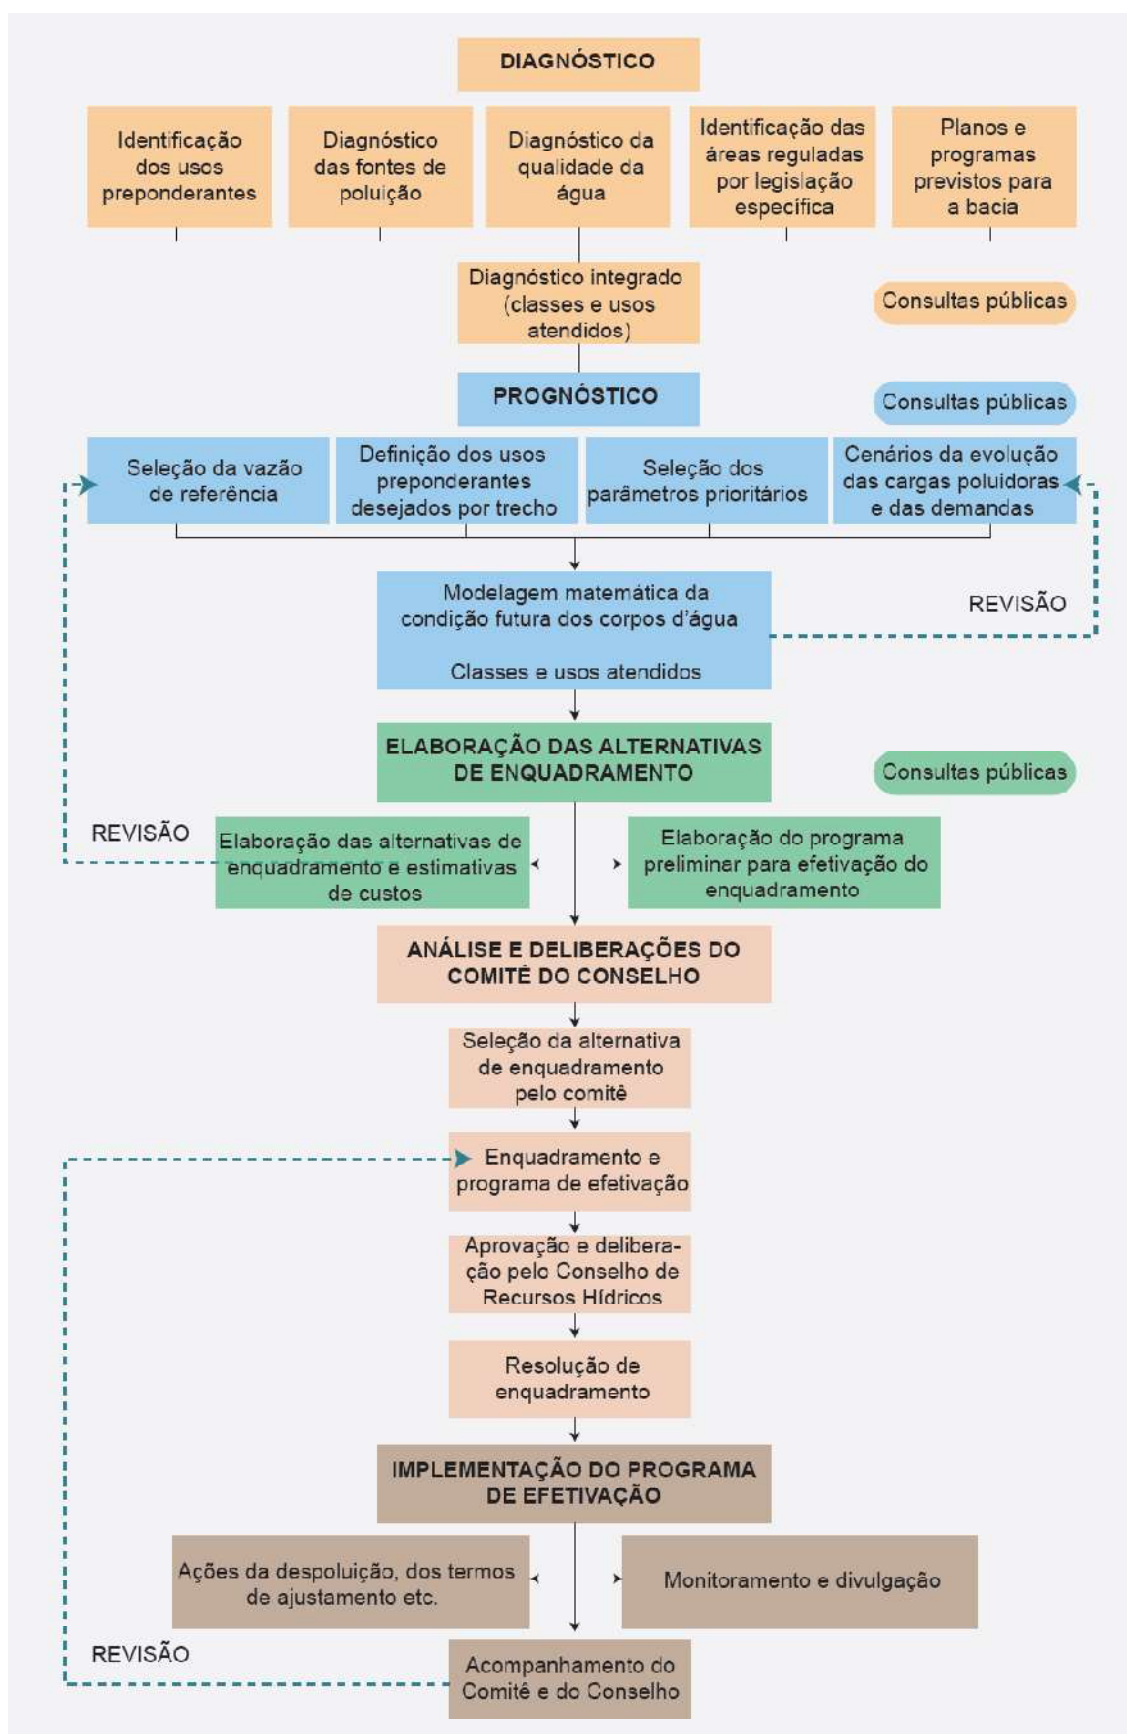 DIAGNÓSTICO
Identificação
dos usos
preponderantes
Diagnóstico
das fontes de
poluição
Diagnóstico da
qualidade da
água
Identificação das
áreas reguladas
por legislação
específica
Planos e
programas
previstos para
a bacia
Diagnóstico integrado
(classes e usos
atendidos)
Consultas públicas
PROGNÓSTICO
Consultas públicas
Seleção da vazão
de referência
Definição dos usos
preponderantes
desejados por trecho
Seleção dos
parâmetros prioritários
Cenários da evolução
das cargas poluidoras
e das demandas
Modelagem matemática da
condição futura dos corpos d'água
Classes e usos atendidos
REVISÃO
ELABORAÇÃO DAS ALTERNATIVAS
DE ENQUADRAMENTO
Consultas públicas
REVISÃO
Elaboração das alternativas de
enquadramento e estimativas
de custos
Elaboração do programa
preliminar para efetivação do
enquadramento
ANÁLISE E DELIBERAÇÕES DO
COMITÊ DO CONSELHO
Seleção da alternativa
de enquadramento
pelo comitê
Enquadramento e
programa de efetivação
Aprovação e delibera-
ção pelo Conselho de
Recursos Hídricos
Resolução de
enquadramento
IMPLEMENTAÇÃO DO PROGRAMA
DE EFETIVAÇÃO
Ações da despoluição, dos termos
de ajustamento etc.
Monitoramento e divulgação
REVISÃO
Acompanhamento do
Comitê e do Conselho